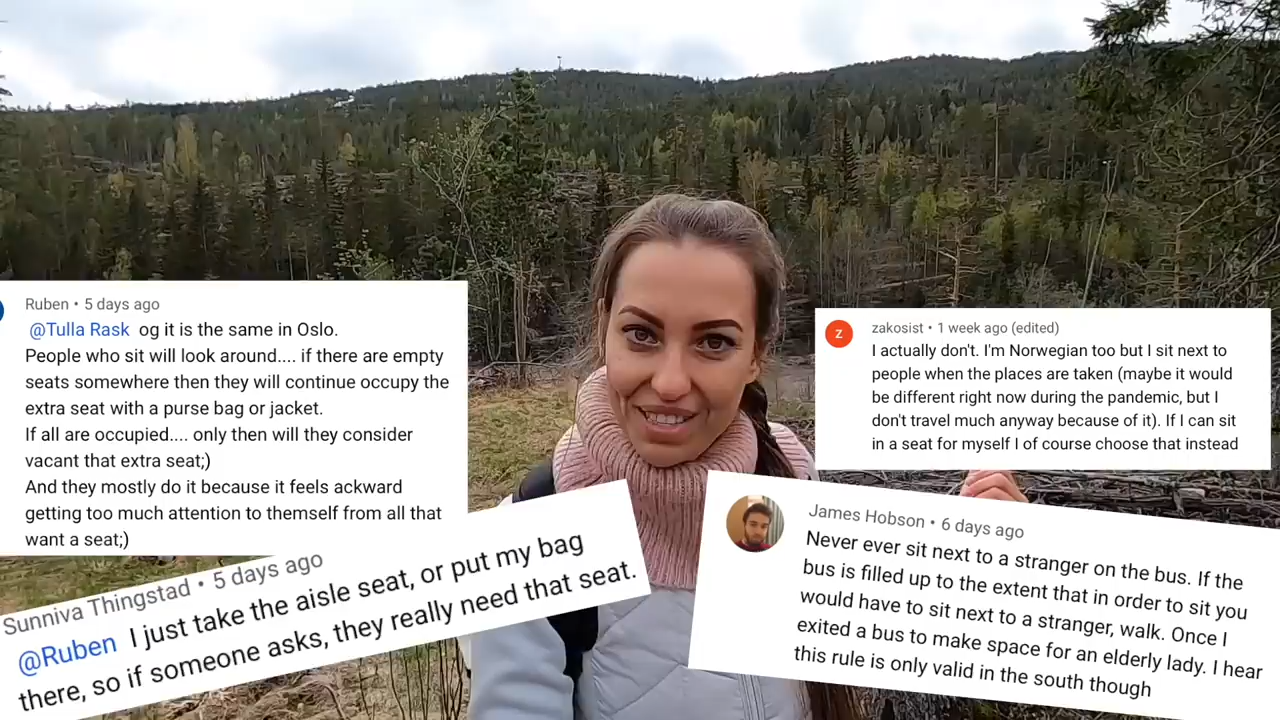 Ruben • 5 days ago
@Tulla Rask og it is the same in Oslo.
People who sit will look around.... if there are empty
seats somewhere then they will continue occupy the
extra seat with a purse bag or jacket.
If all are occupied.... only then will they consider
vacant that extra seat;)
And they mostly do it because it feels ackward
getting too much attention to themself from all that
want a seat;)
Sunniva Thingstad • 5 days ago
@Ruben I just take the aisle seat, or put my bag
there, so if someone asks, they really need that seat.
Z
zakosist • 1 week ago (edited)
I actually don't. I'm Norwegian too but I sit next to
people when the places are taken (maybe it would
be different right now during the pandemic, but I
don't travel much anyway because of it). If I can sit
in a seat for myself I of course choose that instead
James Hobson • 6 days ago
Never ever sit next to a stranger on the bus. If the
bus is filled up to the extent that in order to sit you
would have to sit next to a stranger, walk. Once I
exited a bus to make space for an elderly lady. I hear
this rule is only valid in the south though